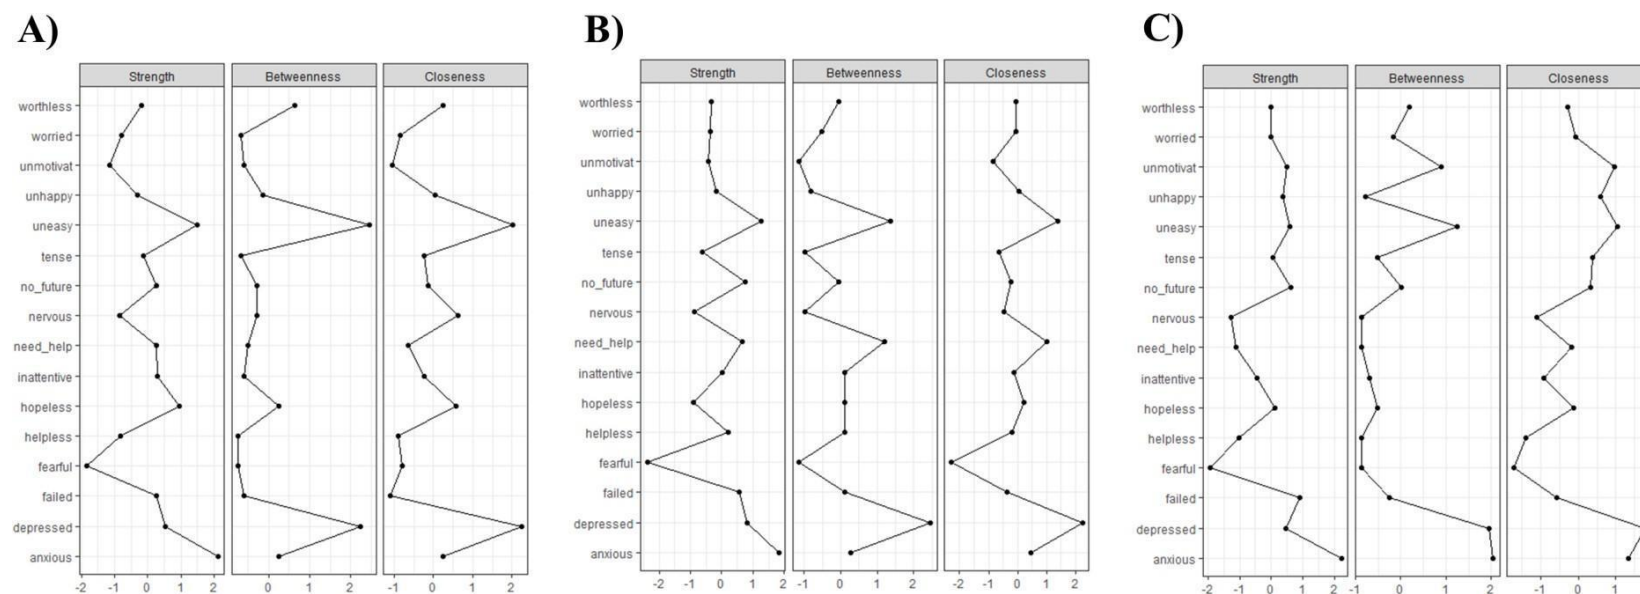 A)
Strength Betweenness Closeness
worthless
worried
unmotivat
unhappy
uneasy
tense
no_future
nervous
need_help
inattentive
hopeless
helpless
fearful
failed
depressed
anxious
-2 -1 0 1 2 0 1 2 -1 0 1 2
B)
Strength Betweenness Closeness
worthless
worried
unmotivat
unhappy
uneasy
tense
no_future
nervous
need_help
inattentive
hopeless
helpless
fearful
failed
depressed
anxious
-2 -1 0 1 2 -1 0 1 2 -2 -1 0 1 2
C)
Strength Betweenness Closeness
worthless
worried
unmotivat
unhappy
uneasy
tense
no_future
nervous
need_help
inattentive
hopeless
helpless
fearful
failed
depressed
anxious
-2 -1 0 1 2 -1 0 1 2 -1 0 1